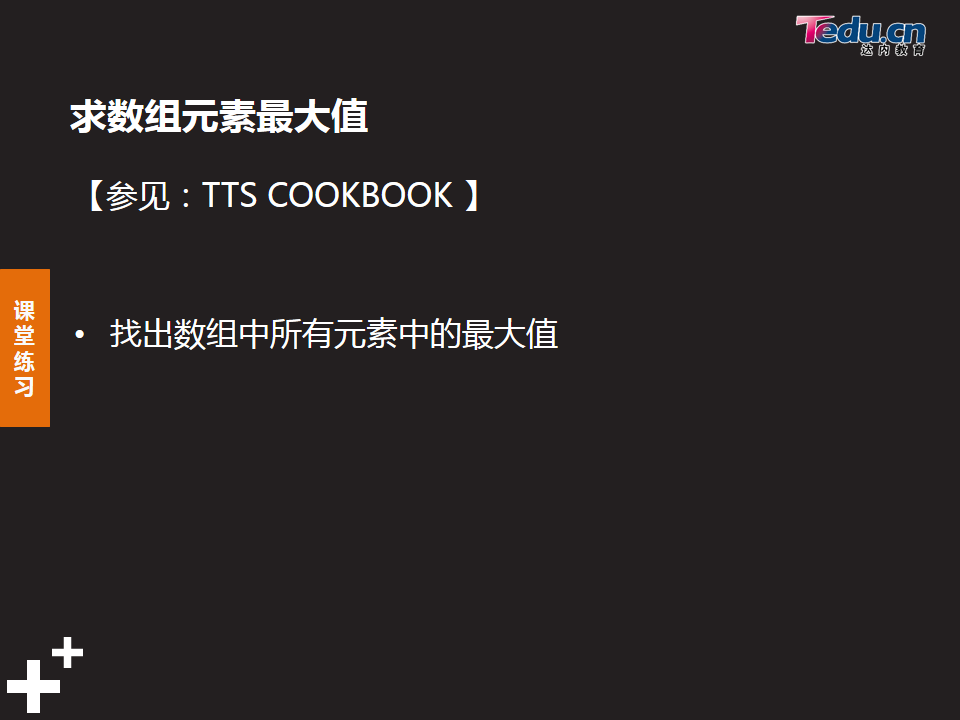 Tedu.cn
达内教育
求数组元素最大值
【参见：TTS COOKBOOK 】
课堂练习
• 找出数组中所有元素中的最大值